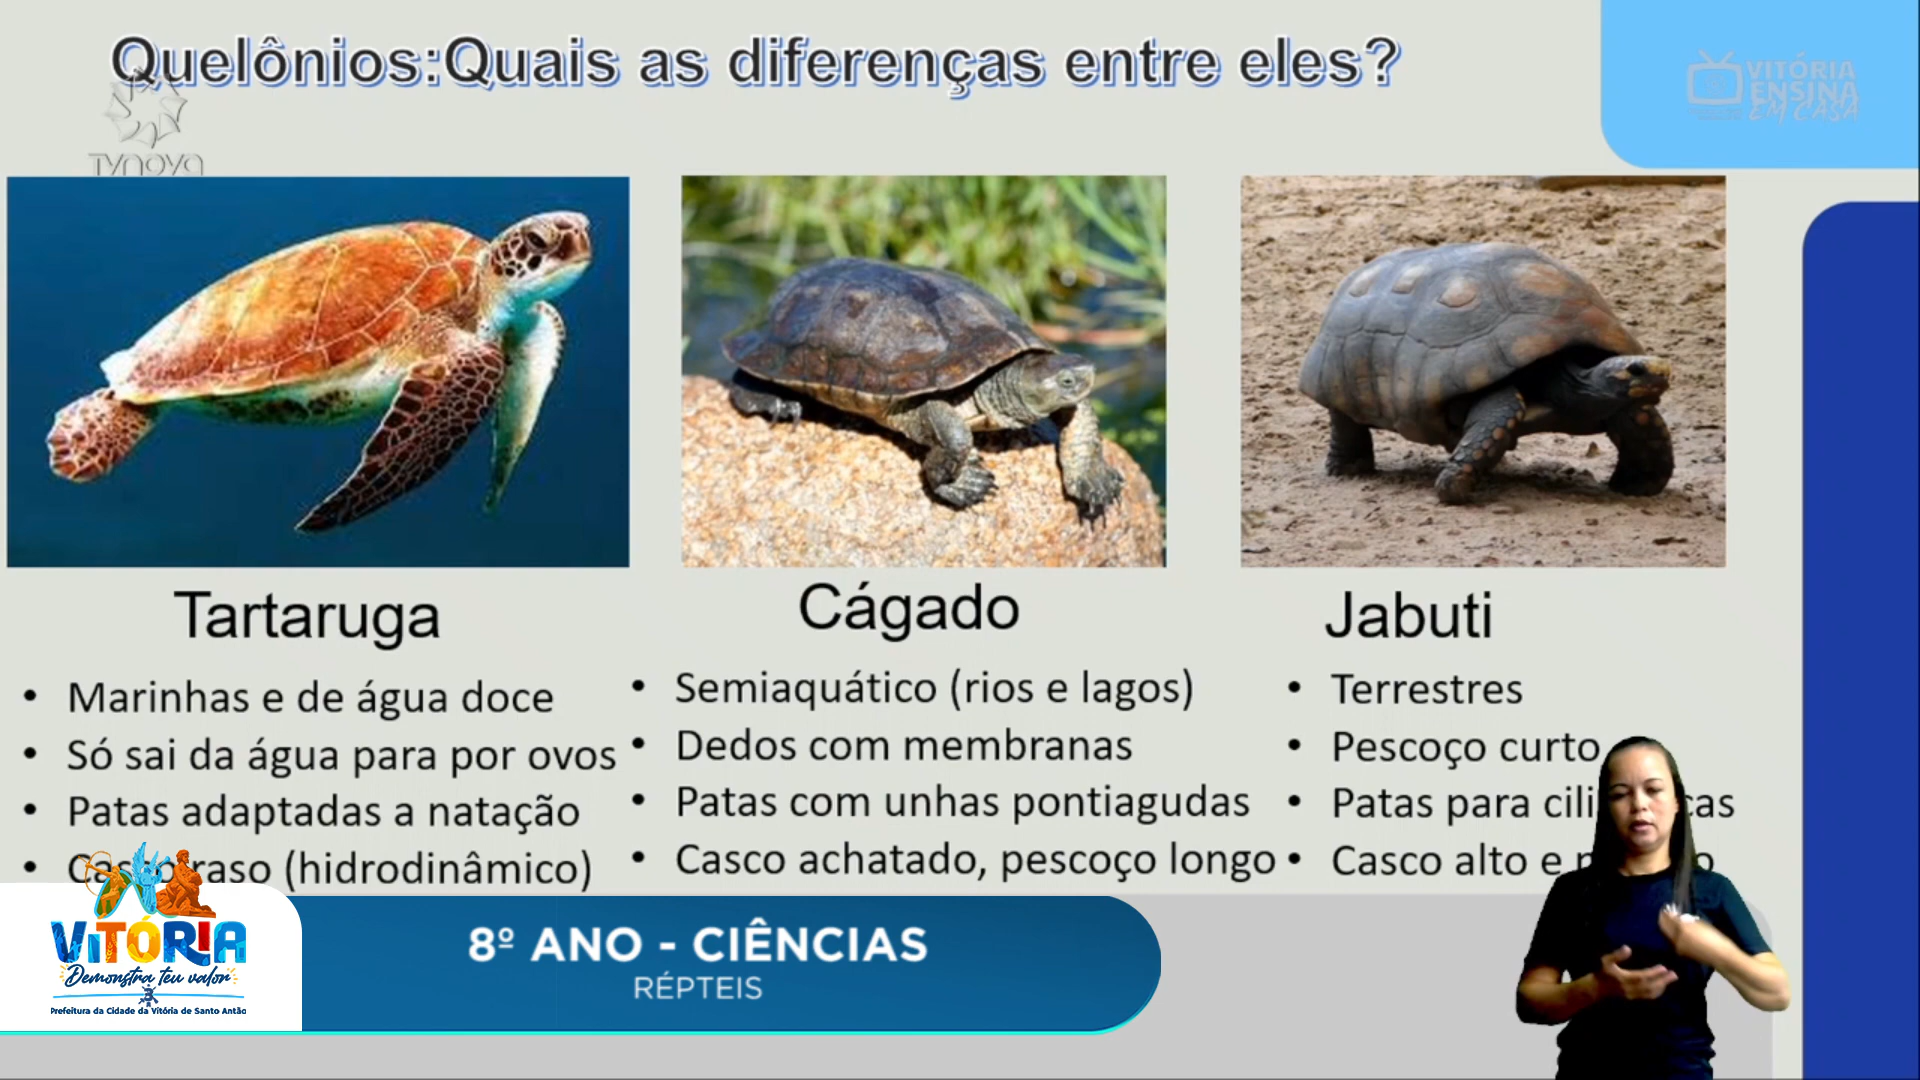 Quelônios:Quais as diferenças entre eles?
VITÓRIA
ENSINA
EM CASA
TVNOVA
Tartaruga
• Marinhas e de água doce
• Só sai da água para por ovos
• Patas adaptadas a natação
• raso (hidrodinâmico)
Cágado
• Semiaquático (rios e lagos)
• Dedos com membranas
• Patas com unhas pontiagudas
• Casco achatado, pescoço longo
Jabuti
• Terrestres
• Pescoço curto
• Patas para
• Casco alto e
VITÓRIA
Demonstra teu valor
Prefeitura da Cidade da Vitória de Santo Antão
8º ANO - CIÊNCIAS
RÉPTEIS